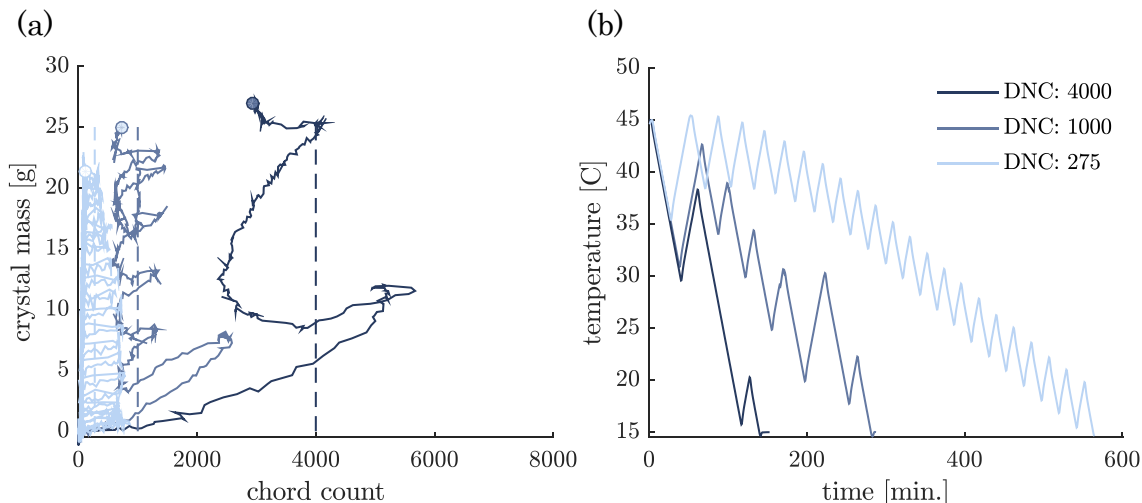 (a)
30
25
20
15
10
5
0
crystal mass [g]
0 2000 4000 6000 8000
chord count
(b)
50
45
40
35
30
25
20
15
temperature [C]
DNC: 4000
DNC: 1000
DNC: 275
0 200 400 600
time [min.]